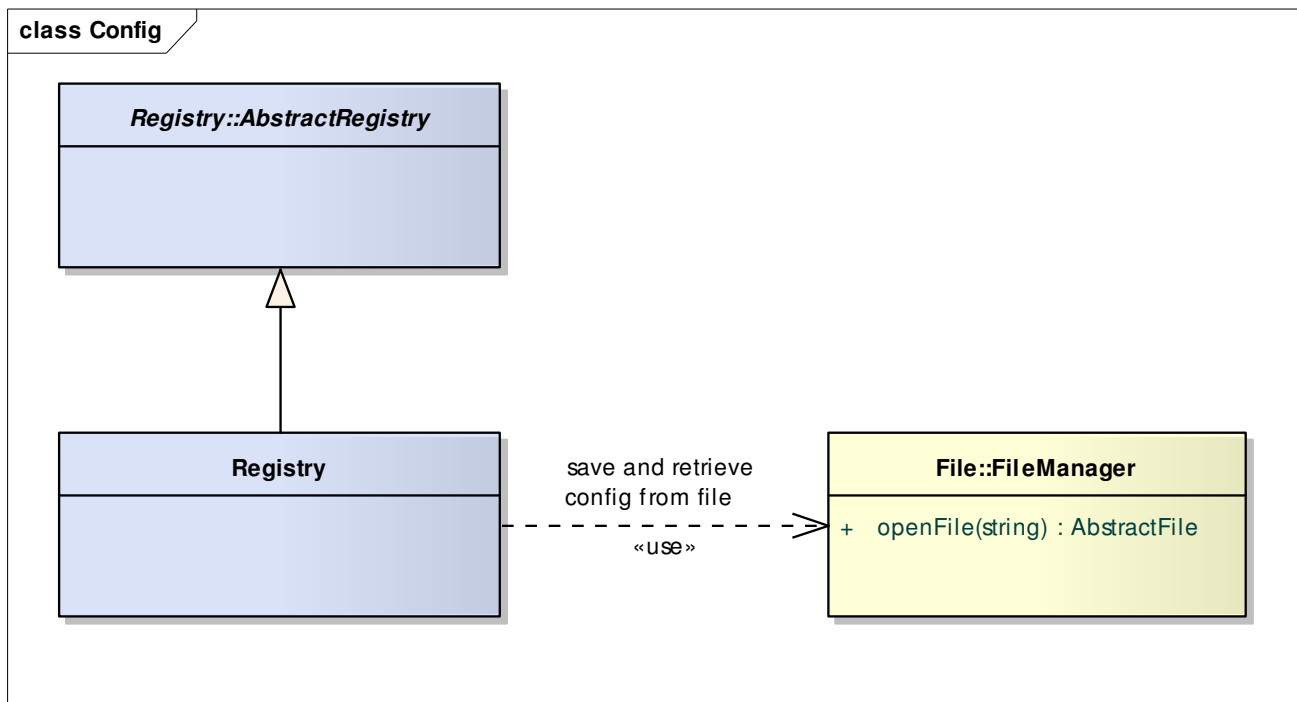 class Config
Registry::AbstractRegistry
Registry
save and retrieve
config from file
«use»
File::FileManager
+ openFile(string) : AbstractFile